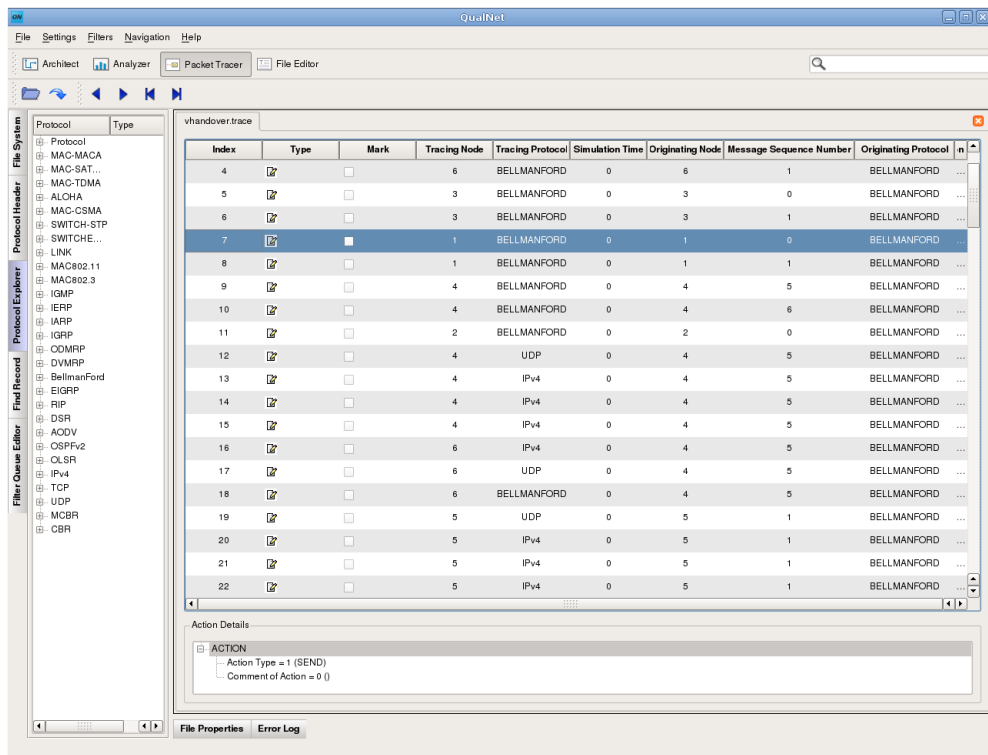 QN QualNet
File Settings Filters Navigation Help
Architect Analyzer Packet Tracer File Editor
File System
Protocol Header
Protocol Explorer
Find Record
Filter Queue Editor
Protocol Type
Protocol
MAC-MACA
MAC-SAT...
MAC-TDMA
ALOHA
MAC-CSMA
SWITCH-STP
SWITCHE...
LINK
MAC802.11
MAC802.3
IGMP
IERP
IARP
IGRP
ODMRP
DVMRP
BellmanFord
EIGRP
RIP
DSR
AODV
OSPFv2
OLSR
IPv4
TCP
UDP
MCBR
CBR
vhandover.trace
Index Type Mark Tracing Node Tracing Protocol Simulation Time Originating Node Message Sequence Number Originating Protocol
4 6 BELLMANFORD 0 6 1 BELLMANFORD ...
5 3 BELLMANFORD 0 3 0 BELLMANFORD ...
6 3 BELLMANFORD 0 3 1 BELLMANFORD ...
7 1 BELLMANFORD 0 1 0 BELLMANFORD ...
8 1 BELLMANFORD 0 1 1 BELLMANFORD ...
9 4 BELLMANFORD 0 4 5 BELLMANFORD ...
10 4 BELLMANFORD 0 4 6 BELLMANFORD ...
11 2 BELLMANFORD 0 2 0 BELLMANFORD ...
12 4 UDP 0 4 5 BELLMANFORD ...
13 4 IPv4 0 4 5 BELLMANFORD ...
14 4 IPv4 0 4 5 BELLMANFORD ...
15 4 IPv4 0 4 5 BELLMANFORD ...
16 6 IPv4 0 4 5 BELLMANFORD ...
17 6 UDP 0 4 5 BELLMANFORD ...
18 6 BELLMANFORD 0 4 5 BELLMANFORD ...
19 5 UDP 0 5 1 BELLMANFORD ...
20 5 IPv4 0 5 1 BELLMANFORD ...
21 5 IPv4 0 5 1 BELLMANFORD ...
22 5 IPv4 0 5 1 BELLMANFORD ...
Action Details
ACTION
Action Type = 1 (SEND)
Comment of Action = 0 ()
File Properties Error Log